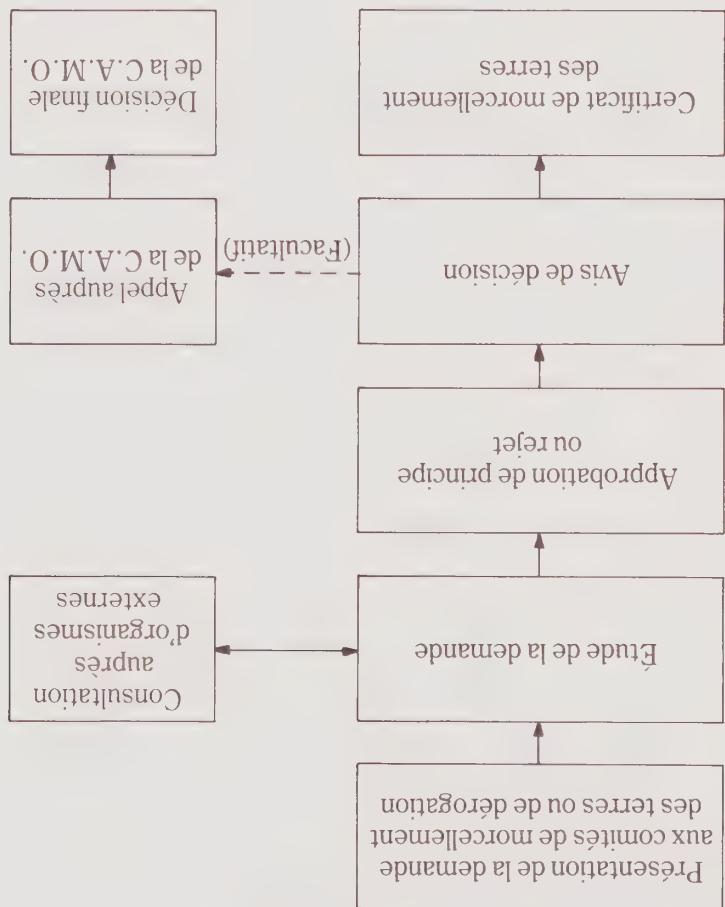 Présentation de la demande
aux comités de morcellement
des terres ou de dérogation
Étude de la demande
Consultation
auprès
d'organismes
externes
Approbation de principe
ou rejet
Avis de décision
(Facultatif)
Appel auprès
de la C.A.M.O.
Certificat de morcellement
des terres
Décision finale
de la C.A.M.O.